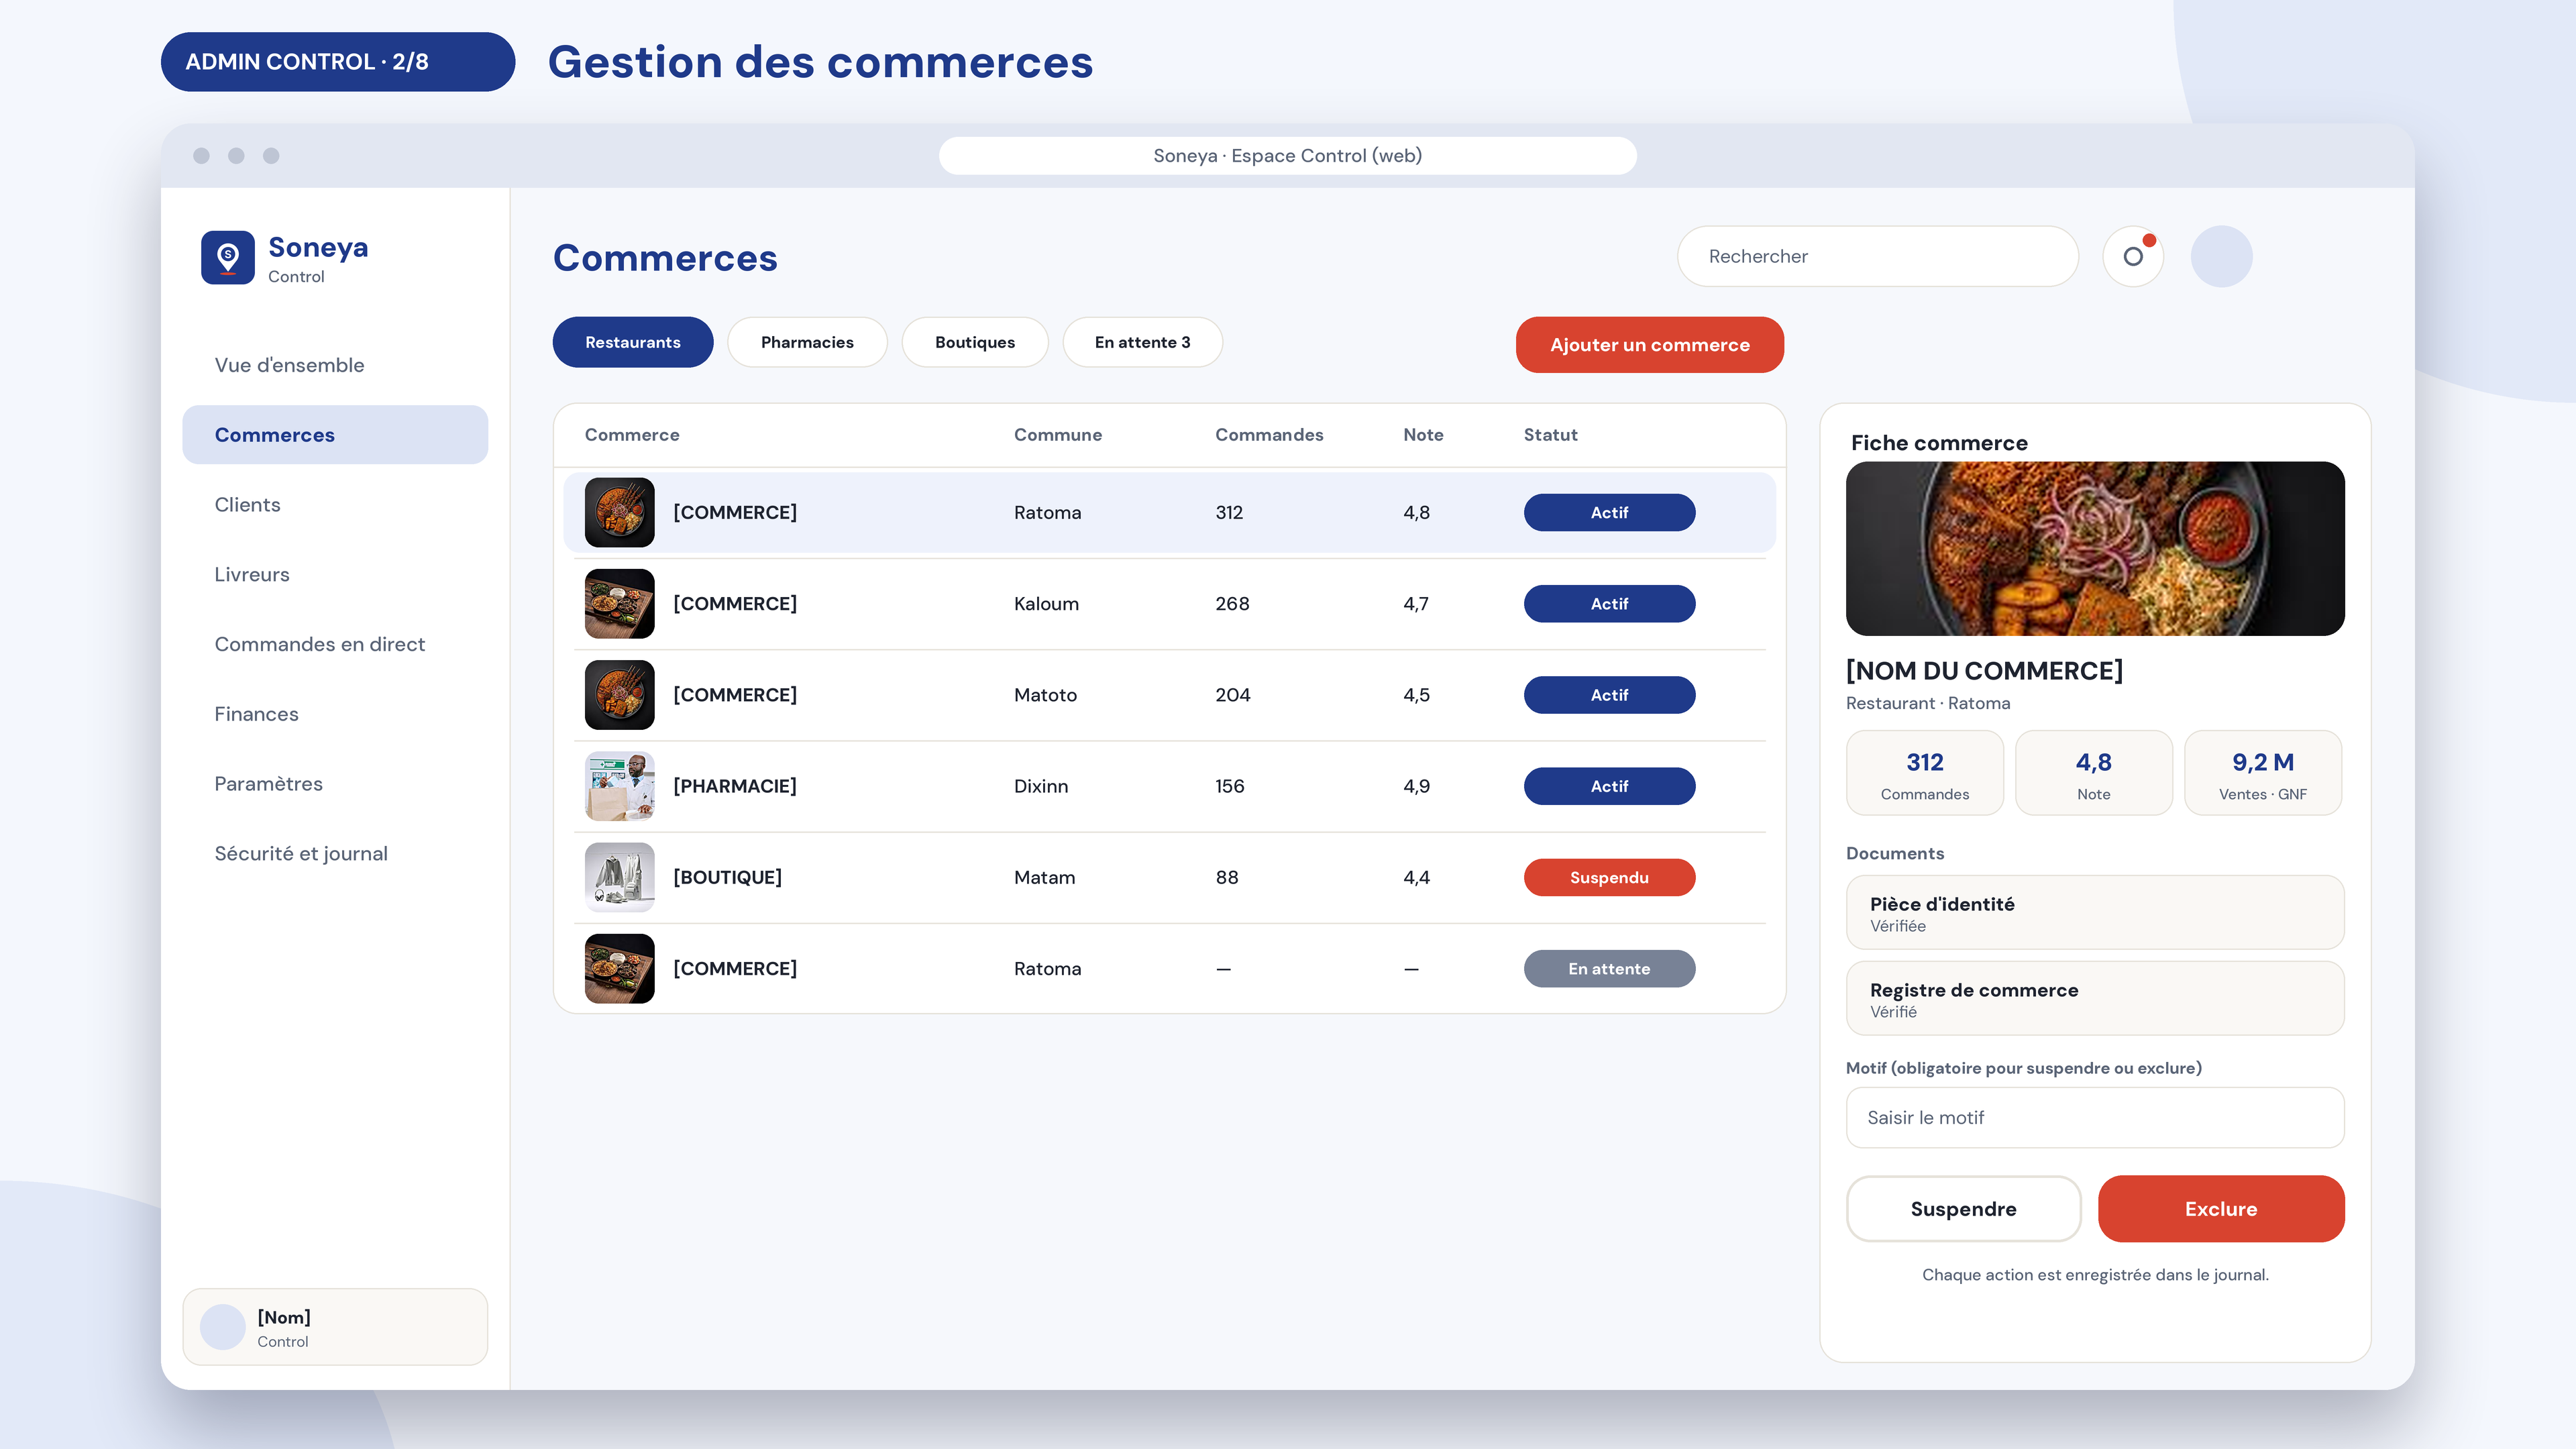 ADMIN CONTROL · 2/8
Gestion des commerces
Soneya · Espace Control (web)
S
Soneya
Control
Vue d'ensemble
Commerces
Clients
Livreurs
Commandes en direct
Finances
Paramètres
Sécurité et journal
[Nom]
Control
Commerces
Rechercher
Restaurants
Pharmacies
Boutiques
En attente 3
Ajouter un commerce
Commerce Commune Commandes Note Statut
[COMMERCE] Ratoma 312 4,8 Actif
[COMMERCE] Kaloum 268 4,7 Actif
[COMMERCE] Matoto 204 4,5 Actif
[PHARMACIE] Dixinn 156 4,9 Actif
[BOUTIQUE] Matam 88 4,4 Suspendu
[COMMERCE] Ratoma — — En attente
Fiche commerce
[NOM DU COMMERCE]
Restaurant · Ratoma
312 4,8 9,2 M
Commandes Note Ventes · GNF
Documents
Pièce d'identité
Vérifiée
Registre de commerce
Vérifié
Motif (obligatoire pour suspendre ou exclure)
Saisir le motif
Suspendre
Exclure
Chaque action est enregistrée dans le journal.